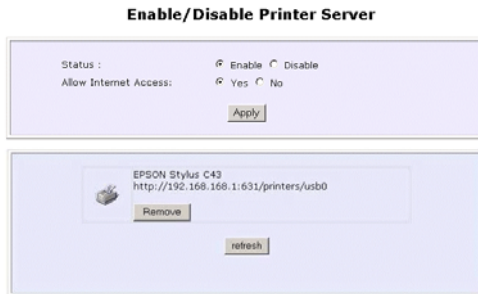 Enable/Disable Printer Server
Status : Enable Disable
Allow Internet Access: Yes No
Apply
EPSON Stylus C43
http://192.168.168.1:631/printers/usb0
Remove
refresh